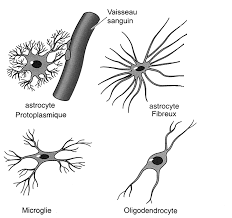 Vaisseau
sanguin
astrocyte
Protoplasmique
astrocyte
Fibreux
Microglie
Oligodendrocyte